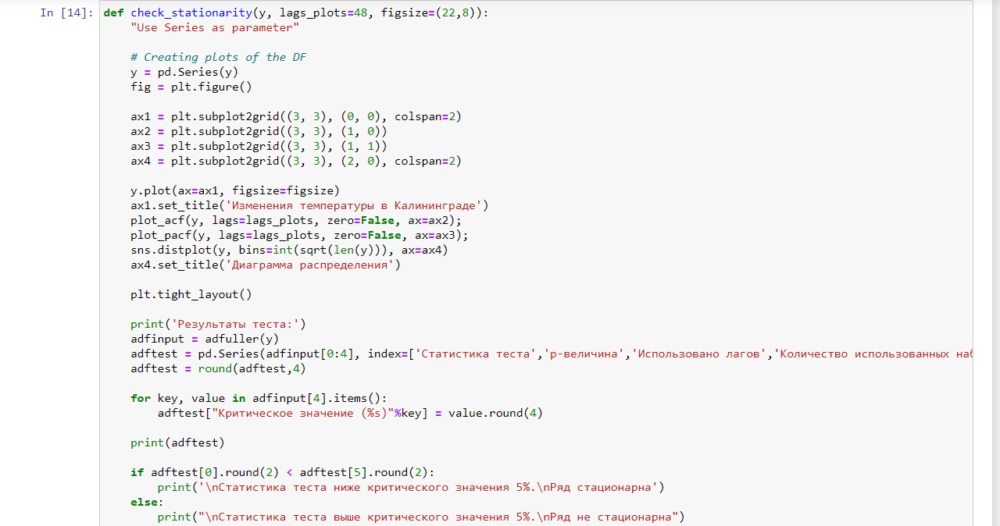 In [14]: def check_stationarity(y, lags_plots=48, figsize=(22,8)):
    "Use Series as parameter"

    # Creating plots of the DF
    y = pd.Series(y)
    fig = plt.figure()

    ax1 = plt.subplot2grid((3, 3), (0, 0), colspan=2)
    ax2 = plt.subplot2grid((3, 3), (1, 0))
    ax3 = plt.subplot2grid((3, 3), (1, 1))
    ax4 = plt.subplot2grid((3, 3), (2, 0), colspan=2)

    y.plot(ax=ax1, figsize=figsize)
    ax1.set_title('Изменения температуры в Калининграде')
    plot_acf(y, lags=lags_plots, zero=False, ax=ax2);
    plot_pacf(y, lags=lags_plots, zero=False, ax=ax3);
    sns.distplot(y, bins=int(sqrt(len(y))), ax=ax4)
    ax4.set_title('Диаграмма распределения')

    plt.tight_layout()

    print('Результаты теста:')
    adfinput = adfuller(y)
    adftest = pd.Series(adfinput[0:4], index=['Статистика теста','p-величина','Использовано лагов','Количество использованных
    adftest = round(adftest,4)

    for key, value in adfinput[4].items():
        adftest["Критическое значение (%s)"%key] = value.round(4)

    print(adftest)

    if adftest[0].round(2) < adftest[5].round(2):
        print('\nСтатистика теста ниже критического значения 5%.\nРяд стационарна')
    else:
        print("\nСтатистика теста выше критического значения 5%.\nРяд не стационарна")